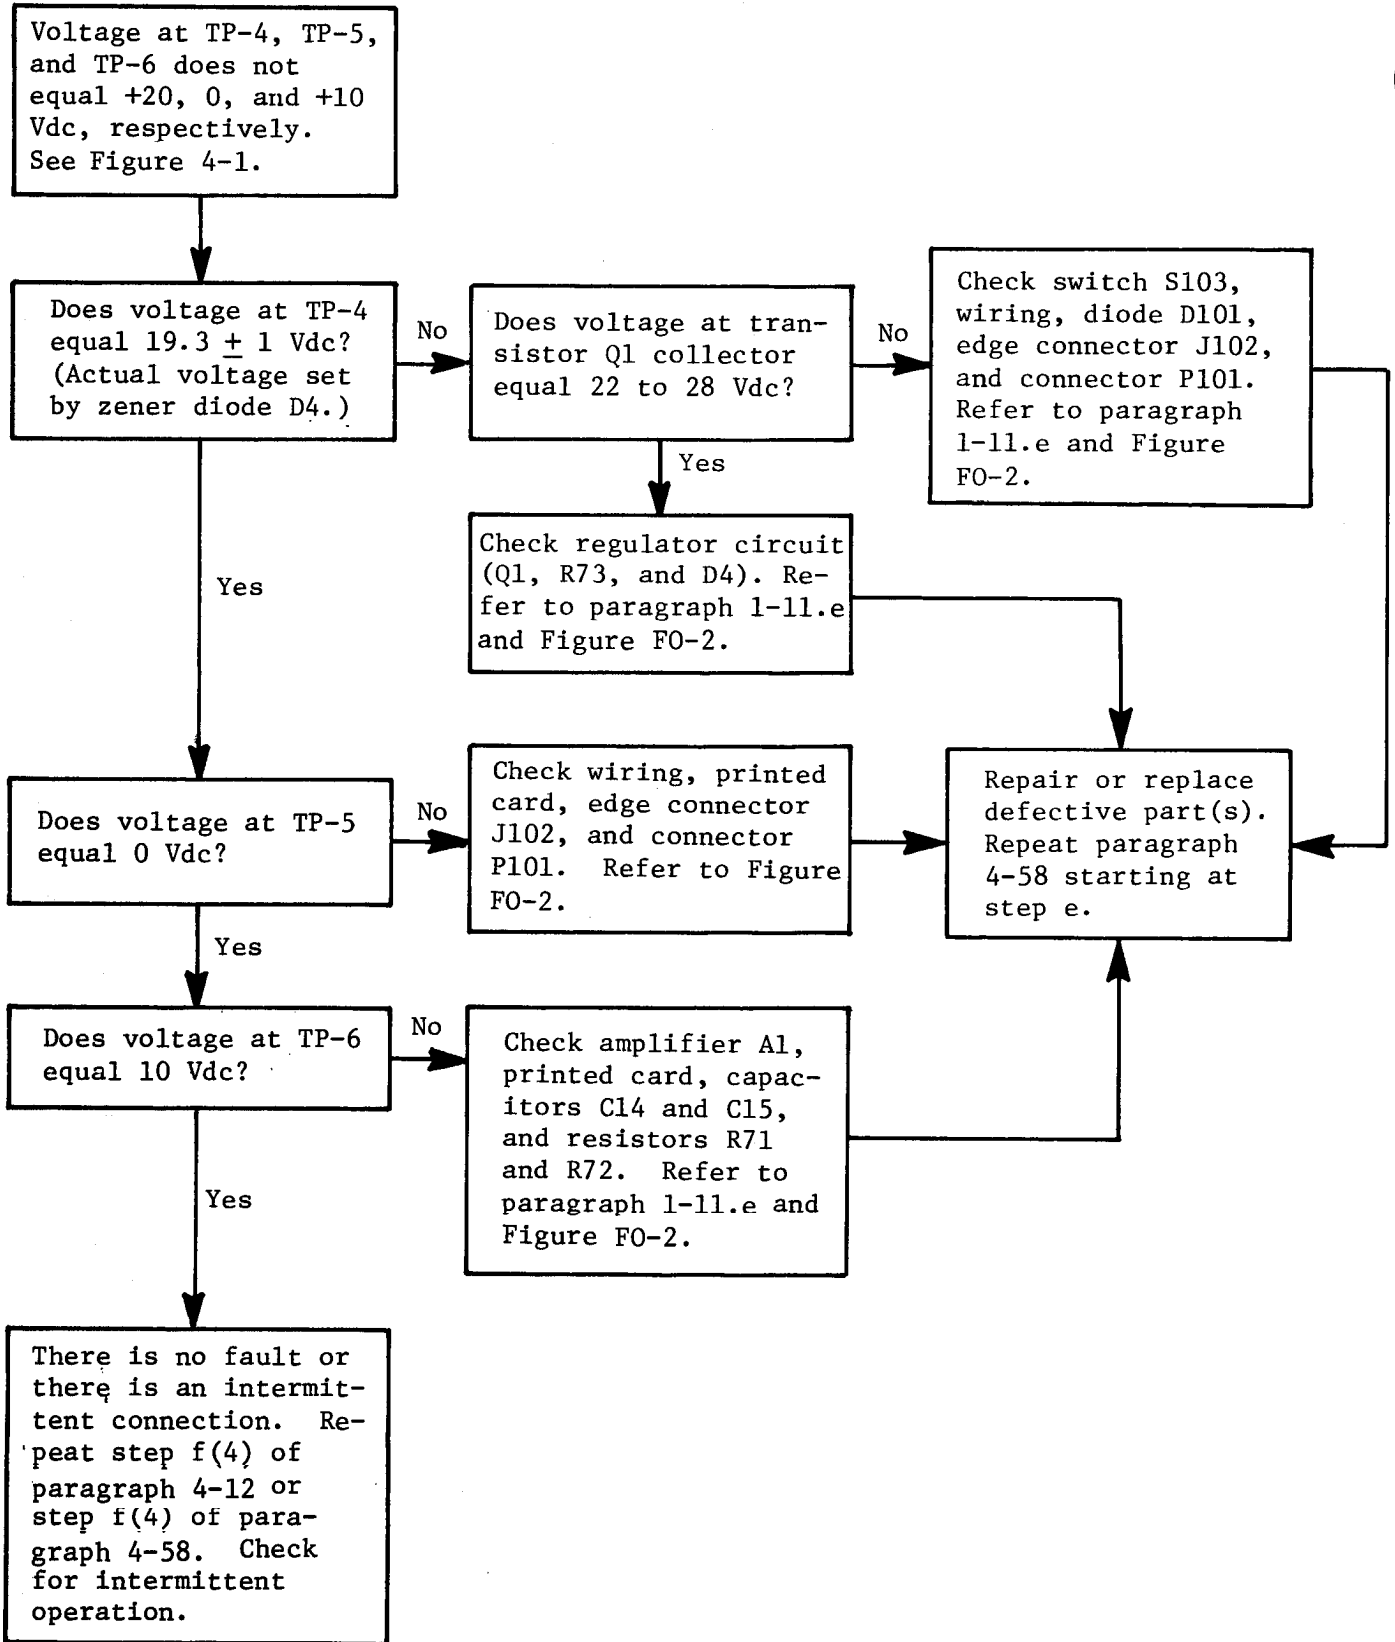 Voltage at TP-4, TP-5,
and TP-6 does not
equal +20, 0, and +10
Vdc, respectively.
See Figure 4-1.
Does voltage at TP-4
equal 19.3 ± 1 Vdc?
(Actual voltage set
by zener diode D4.)
No
Does voltage at tran-
sistor Q1 collector
equal 22 to 28 Vdc?
No
Check switch S103,
wiring, diode D101,
edge connector J102,
and connector P101.
Refer to paragraph
1-11.e and Figure
FO-2.
Yes
Check regulator circuit
(Q1, R73, and D4). Re-
fer to paragraph 1-11.e
and Figure FO-2.
Yes
Does voltage at TP-5
equal 0 Vdc?
No
Check wiring, printed
card, edge connector
J102, and connector
P101. Refer to Figure
FO-2.
Repair or replace
defective part(s).
Repeat paragraph
4-58 starting at
step e.
Yes
Does voltage at TP-6
equal 10 Vdc?
No
Check amplifier A1,
printed card, capac-
itors C14 and C15,
and resistors R71
and R72. Refer to
paragraph 1-11.e and
Figure FO-2.
Yes
There is no fault or
there is an intermit-
tent connection. Re-
peat step f(4) of
paragraph 4-12 or
step f(4) of para-
graph 4-58. Check
for intermittent
operation.